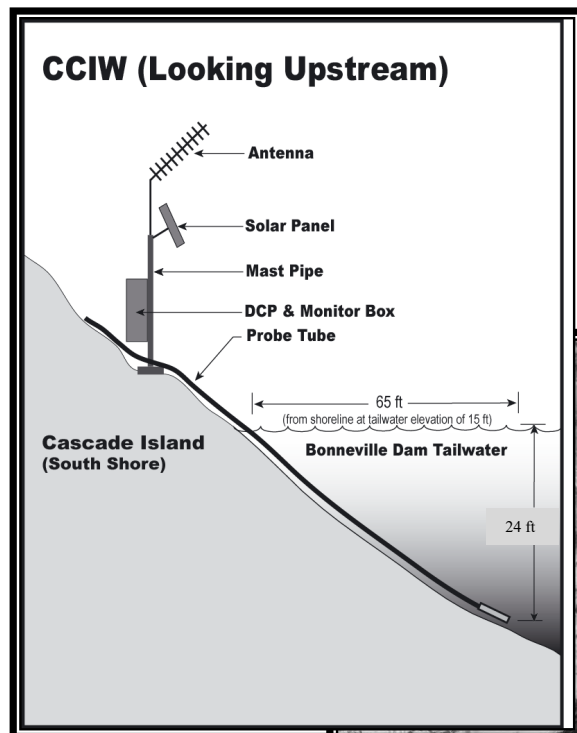 CCIW (Looking Upstream)
Antenna
Solar Panel
Mast Pipe
DCP & Monitor Box
Probe Tube
65 ft
(from shoreline at tailwater elevation of 15 ft)
Cascade Island
(South Shore)
Bonneville Dam Tailwater
24 ft